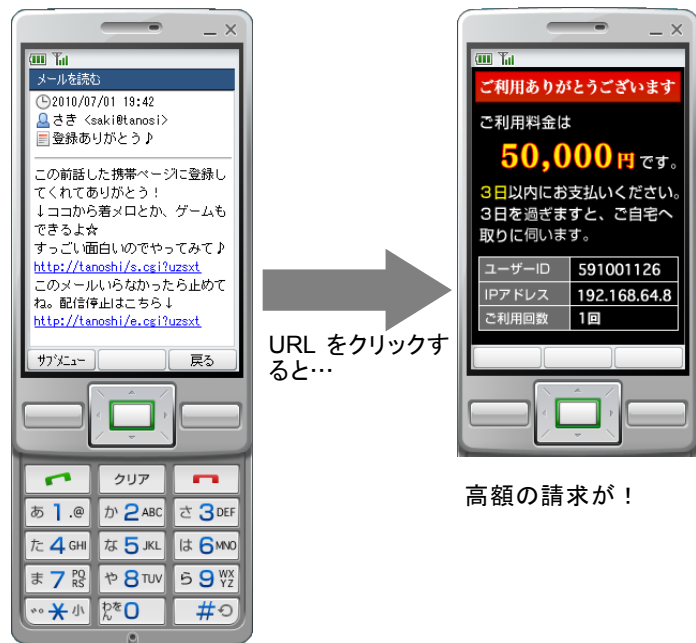 メールを読む
2010/07/01 19:42
さき <saki@tanosi>
登録ありがとう♪
この前話した携帯ページに登録し
てくれてありがとう！
↓ココから着メロとか、ゲームも
できるよ☆
すっごい面白いのでやってみて♪
http://tanoshi/s.cgi?uzsxt
このメールいらなかったら止めて
ね。配信停止はこちら↓
http://tanoshi/e.cgi?uzsxt
サブメニュー 戻る
クリア
あ 1 .@ か 2 ABC さ 3 DEF
た 4 GHI な 5 JKL は 6 MNO
ま 7 PQRS や 8 TUV ら 9 WXYZ
゛゜ * 小 わをん 0 #
URL をクリックす
ると…
ご利用ありがとうございます
ご利用料金は
50,000円です。
3日以内にお支払いください。
3日を過ぎますと、ご自宅へ
取りに伺います。
ユーザーID 591001126
IPアドレス 192.168.64.8
ご利用回数 1回
高額の請求が！